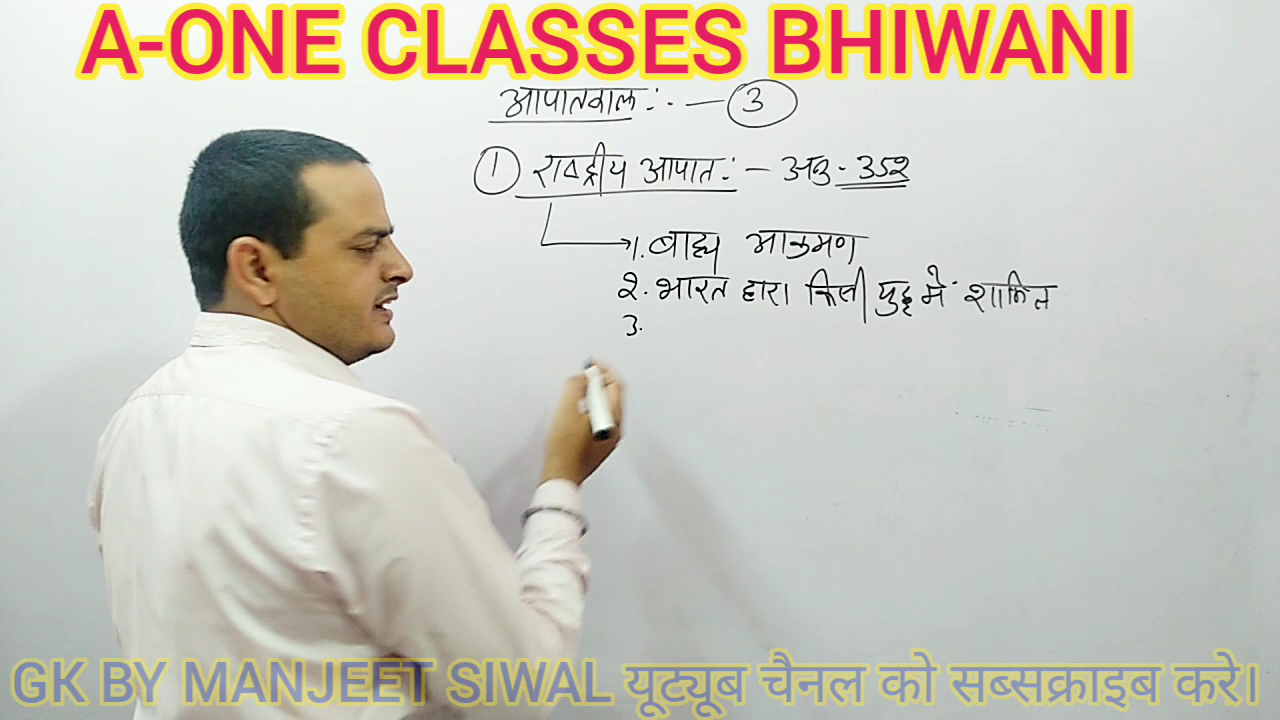 A-ONE CLASSES BHIWANI
आपातकाल :- — 3
1 राष्ट्रीय आपात :- — अनु - 352
1. बाह्य आक्रमण
2. भारत द्वारा किसी युद्ध में शामिल
3.
GK BY MANJEET SIWAL यूट्यूब चैनल को सब्सक्राइब करे।